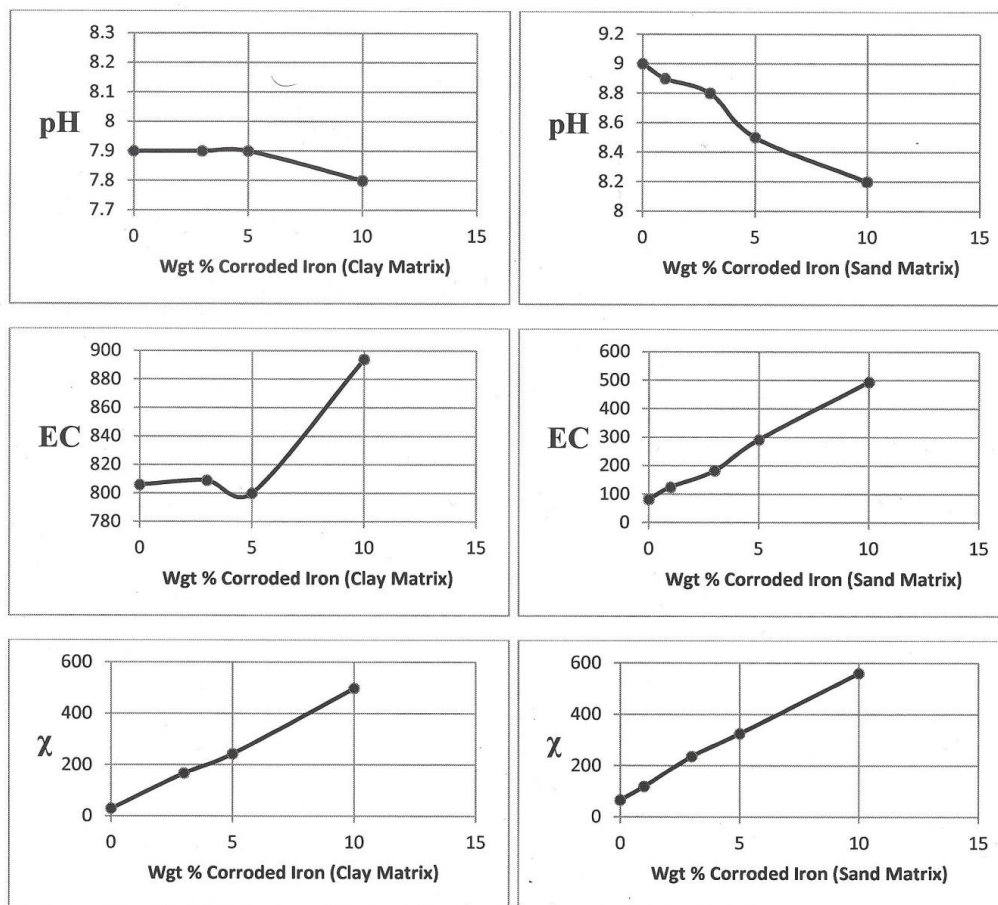 8.3
8.2
8.1
8
7.9
7.8
7.7
pH
0 5 10 15
Wgt % Corroded Iron (Clay Matrix)
9.2
9
8.8
8.6
8.4
8.2
8
pH
0 5 10 15
Wgt % Corroded Iron (Sand Matrix)
900
880
860
840
820
800
780
EC
0 5 10 15
Wgt % Corroded Iron (Clay Matrix)
600
500
400
300
200
100
0
EC
0 5 10 15
Wgt % Corroded Iron (Sand Matrix)
600
400
200
0
χ
0 5 10 15
Wgt % Corroded Iron (Clay Matrix)
600
400
200
0
χ
0 5 10 15
Wgt % Corroded Iron (Sand Matrix)